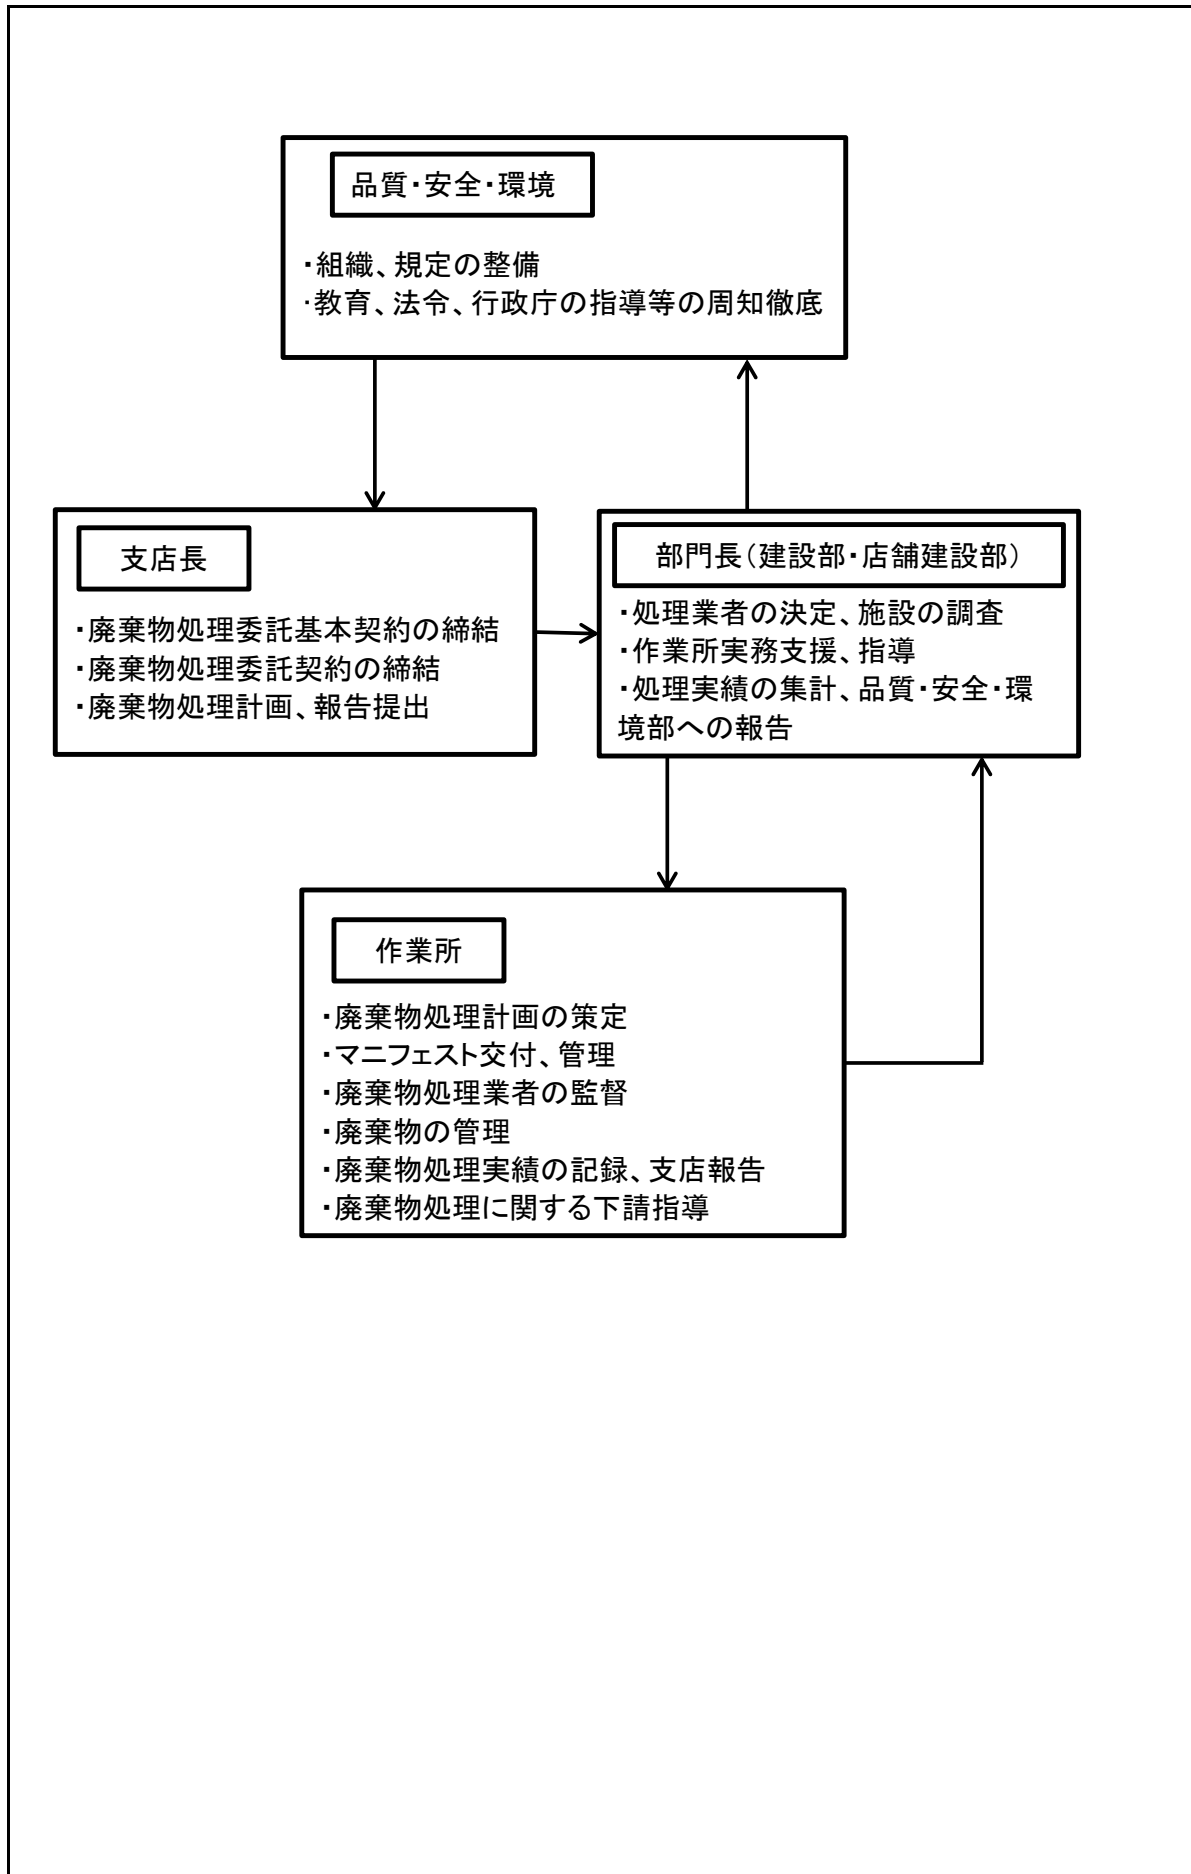 品質・安全・環境
・組織、規定の整備
・教育、法令、行政庁の指導等の周知徹底
支店長
・廃棄物処理委託基本契約の締結
・廃棄物処理委託契約の締結
・廃棄物処理計画、報告提出
部門長（建設部・店舗建設部）
・処理業者の決定、施設の調査
・作業所実務支援、指導
・処理実績の集計、品質・安全・環
境部への報告
作業所
・廃棄物処理計画の策定
・マニフェスト交付、管理
・廃棄物処理業者の監督
・廃棄物の管理
・廃棄物処理実績の記録、支店報告
・廃棄物処理に関する下請指導